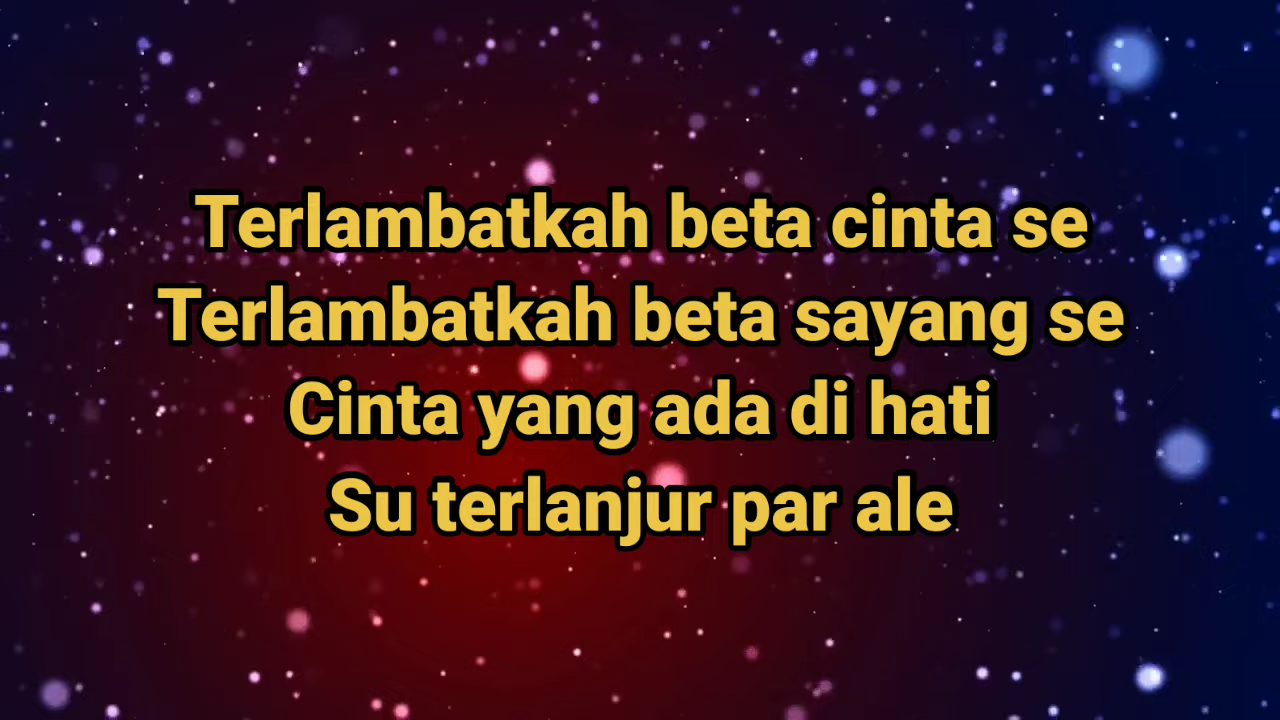 Terlambatkah beta cinta se
Terlambatkah beta sayang se
Cinta yang ada di hati
Su terlanjur par ale